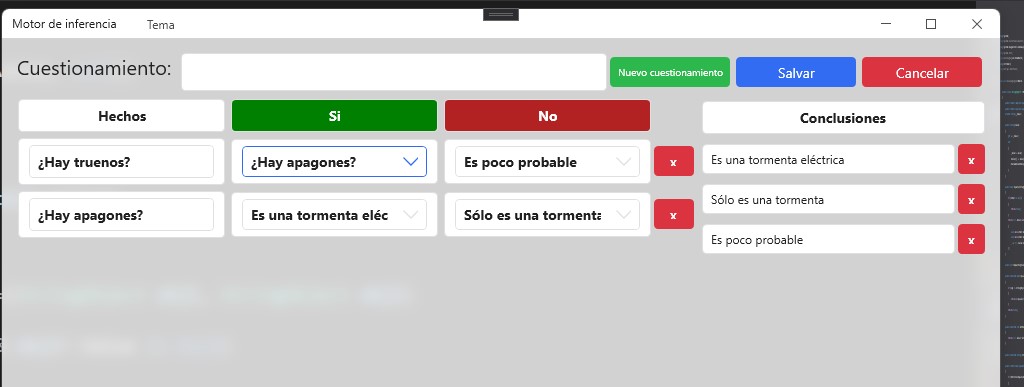 Motor de inferencia Tema
Cuestionamiento: Nuevo cuestionamiento Salvar Cancelar
Hechos Si No Conclusiones
¿Hay truenos? ¿Hay apagones? Es poco probable x
Es una tormenta eléctrica x
Sólo es una tormenta x
¿Hay apagones? Es una tormenta eléc Sólo es una tormenta x
Es poco probable x